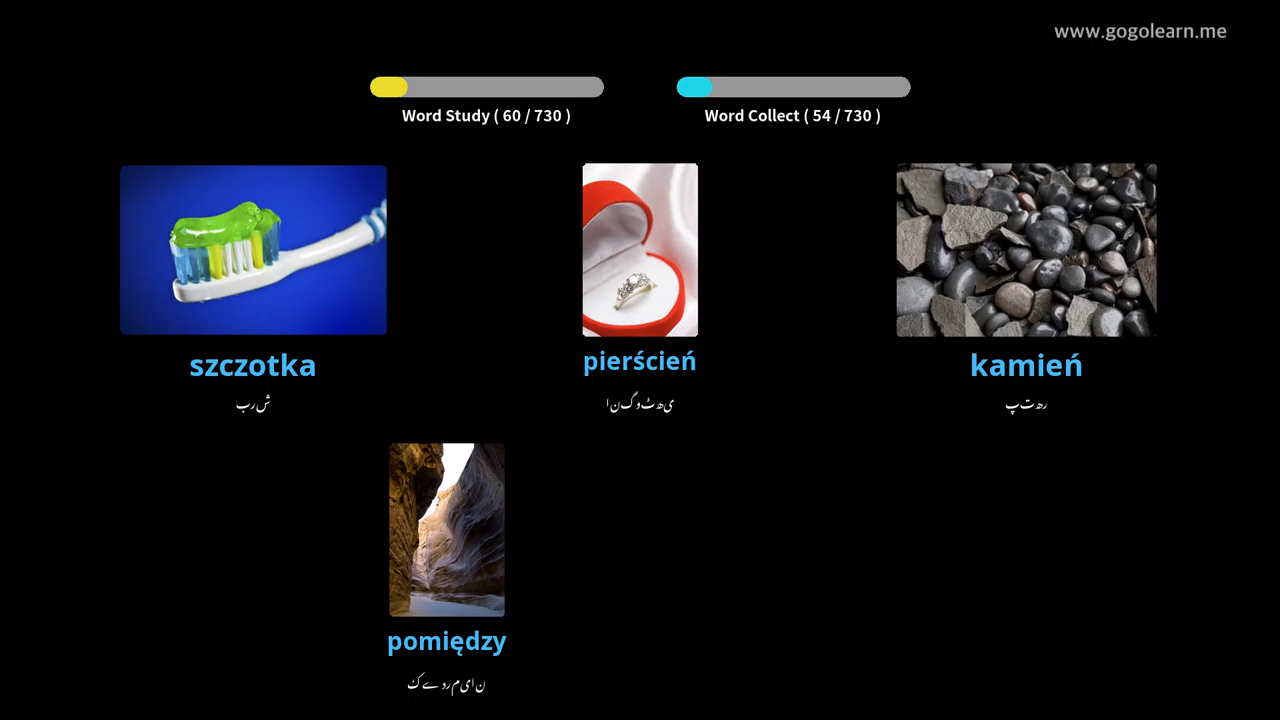 www.gogolearn.me
Word Study ( 60 / 730 )
Word Collect ( 54 / 730 )
szczotka
pierścień
kamień
برش
انگوٹھی
پتھر
pomiędzy
کے درمیان